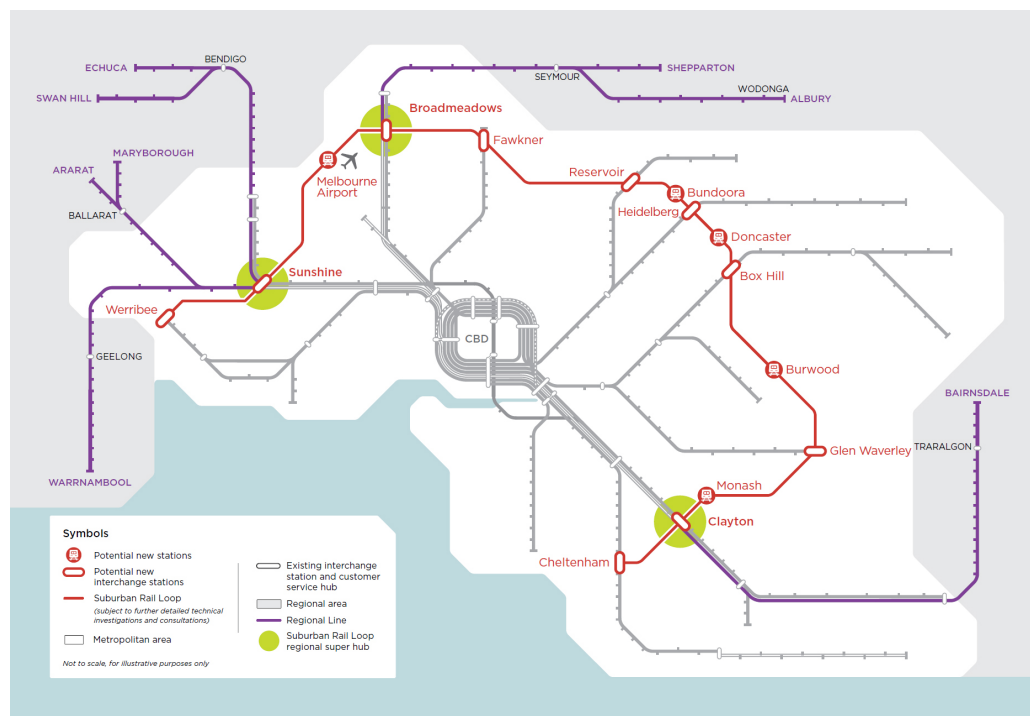 ECHUCA
BENDIGO
SWAN HILL
SEYMOUR
SHEPPARTON
WODONGA
ALBURY
Broadmeadows
Fawkner
MARYBOROUGH
ARARAT
BALLARAT
Melbourne
Airport
Reservoir
Bundoora
Heidelberg
Doncaster
Box Hill
Sunshine
Werribee
CBD
GEELONG
Burwood
BAIRNSDALE
Glen Waverley
TRARALGON
WARRNAMBOOL
Monash
Clayton
Cheltenham
Symbols
Potential new stations
Potential new
interchange stations
Suburban Rail Loop
(subject to further detailed technical
investigations and consultations)
Metropolitan area
Not to scale, for illustrative purposes only
Existing interchange
station and customer
service hub
Regional area
Regional Line
Suburban Rail Loop
regional super hub